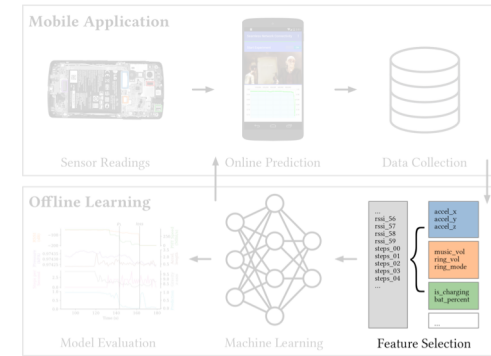 Mobile Application
Sensor Readings
Online Prediction
Data Collection
Offline Learning
Model Evaluation
Machine Learning
...
rssi_56
rssi_57
rssi_58
rssi_59
steps_00
steps_01
steps_02
steps_03
steps_04
...
accel_x
accel_y
accel_z
music_vol
ring_vol
ring_mode
is_charging
bat_percent
...
Feature Selection